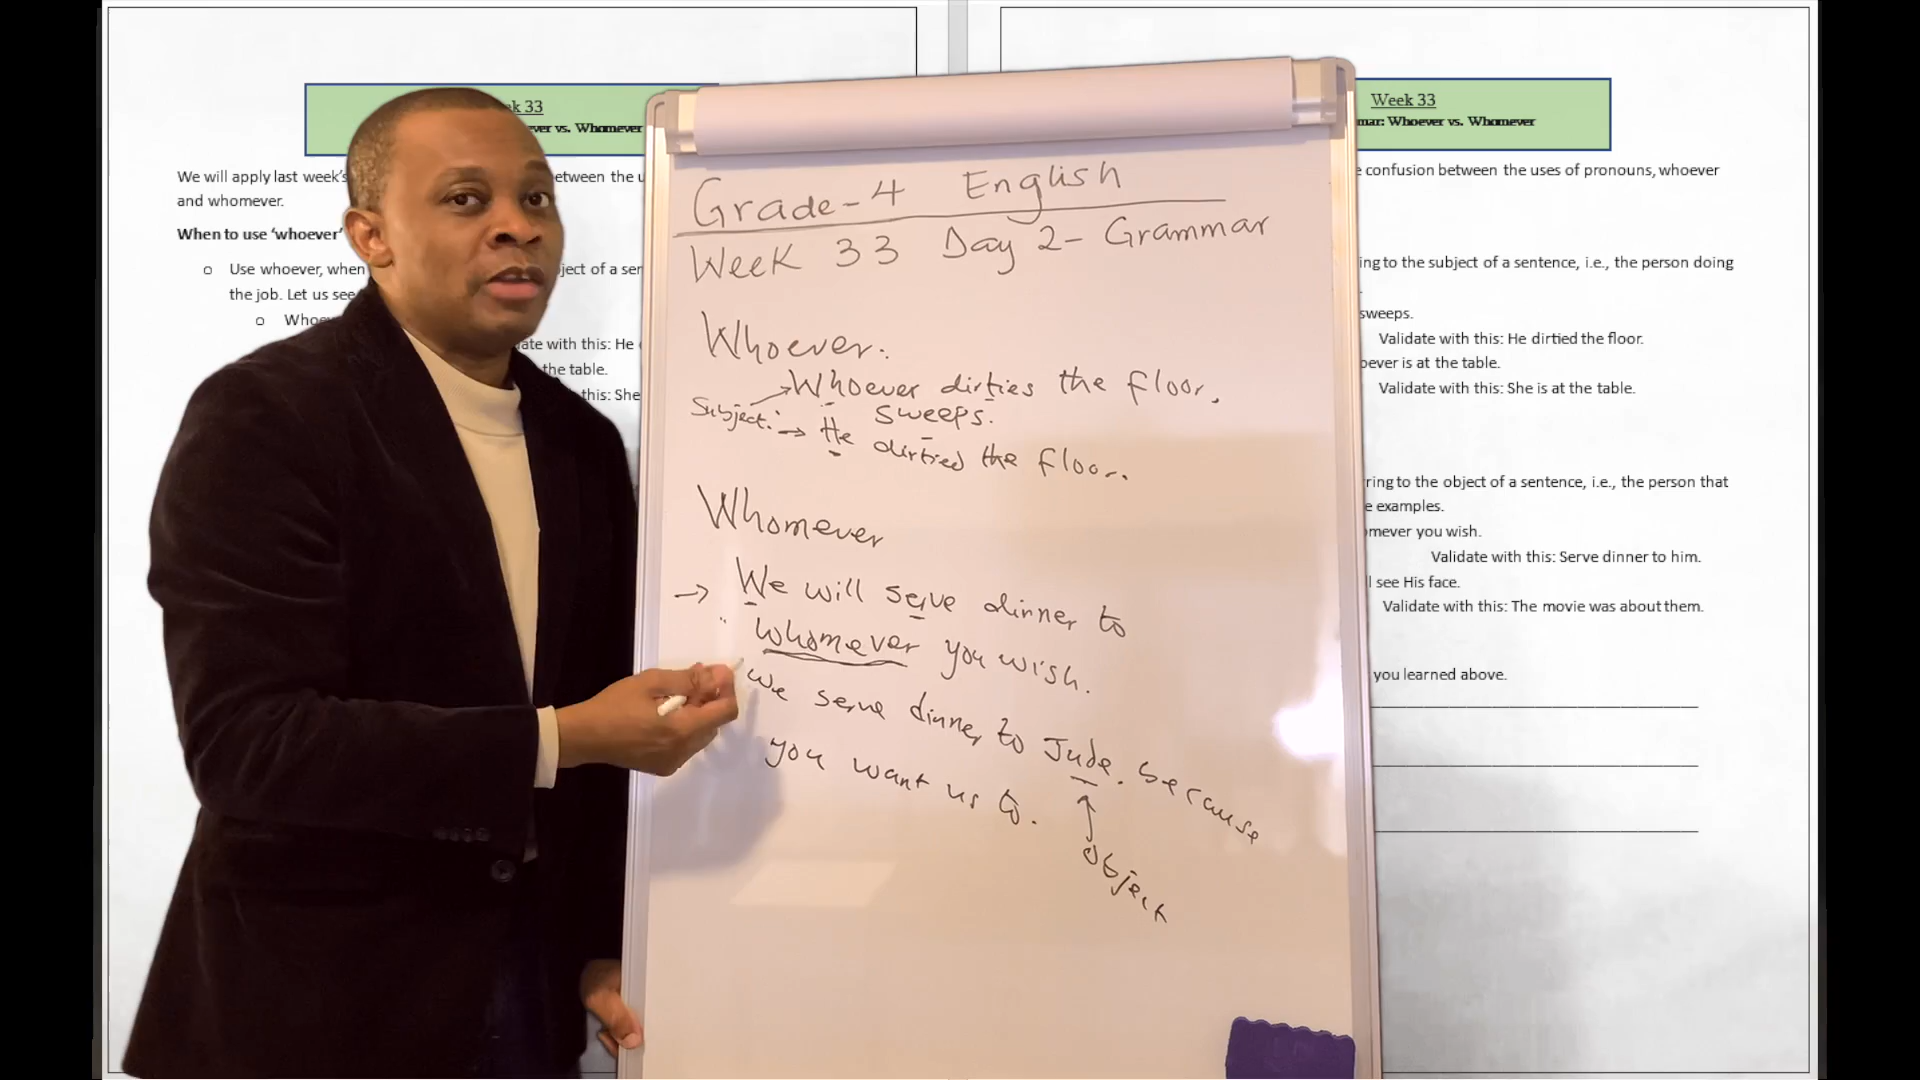 Week 33
ever vs. Whomever
We will apply last week's
etween the u
and whomever.
When to use 'whoever'
Use whoever, when
ject of a ser
the job. Let us see
Whoev
ate with this: He
the table.
this: She
Grade-4 English
Week 33 Day 2- Grammar
Whoever:
Whoever dirties the floor,
sweeps.
Subject:
He dirtied the floor.
Whomever
We will serve dinner to
whomever you wish.
We serve dinner to Jude. because
you want us to.
Object
Week 33
mar: Whoever vs. Whomever
e confusion between the uses of pronouns, whoever
ing to the subject of a sentence, i.e., the person doing
sweeps.
Validate with this: He dirtied the floor.
oever is at the table.
Validate with this: She is at the table.
ring to the object of a sentence, i.e., the person that
e examples.
omever you wish.
Validate with this: Serve dinner to him.
l see His face.
Validate with this: The movie was about them.
you learned above.